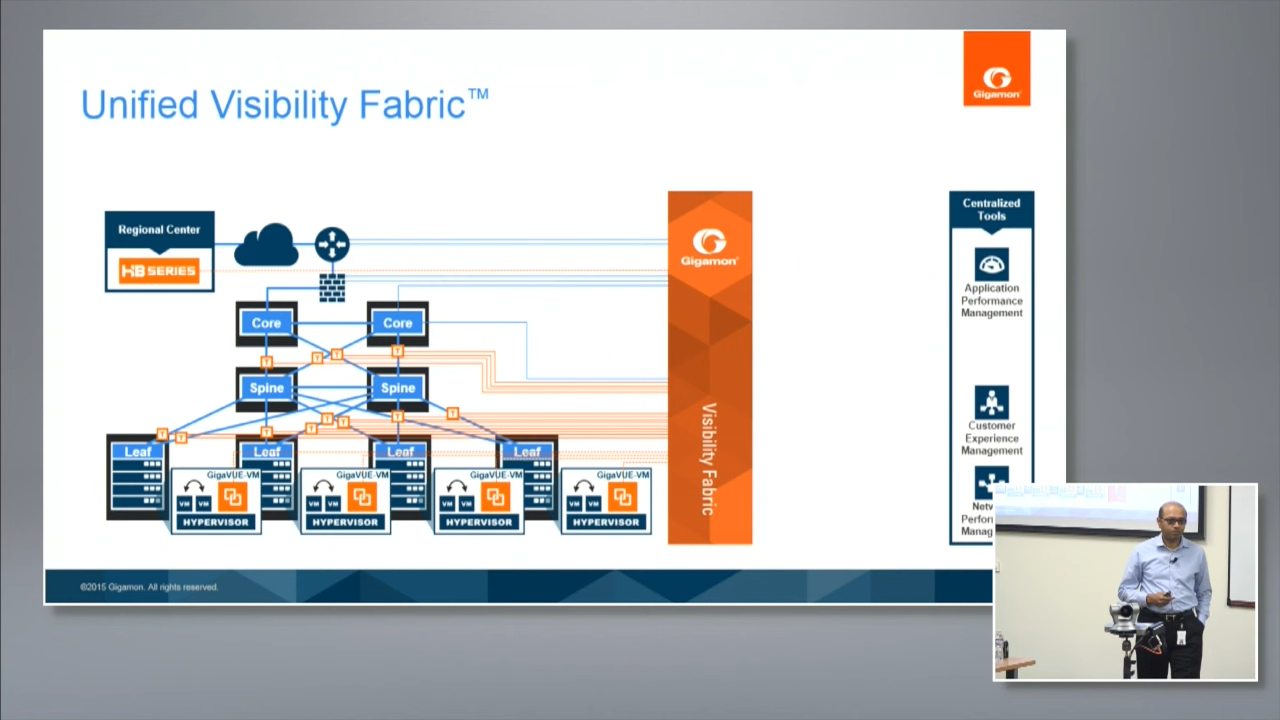 Unified Visibility Fabric™
Gigamon®
Regional Center
HB SERIES
Core
Core
T
T
T
T
Spine
Spine
T
T
T
T
T
T
T
T
Leaf
Leaf
Leaf
Leaf
GigaVUE-VM
VM VM
HYPERVISOR
GigaVUE-VM
VM VM
HYPERVISOR
GigaVUE-VM
VM VM
HYPERVISOR
GigaVUE-VM
VM VM
HYPERVISOR
Gigamon®
Visibility Fabric
Centralized
Tools
Application
Performance
Management
Customer
Experience
Management
©2015 Gigamon. All rights reserved.